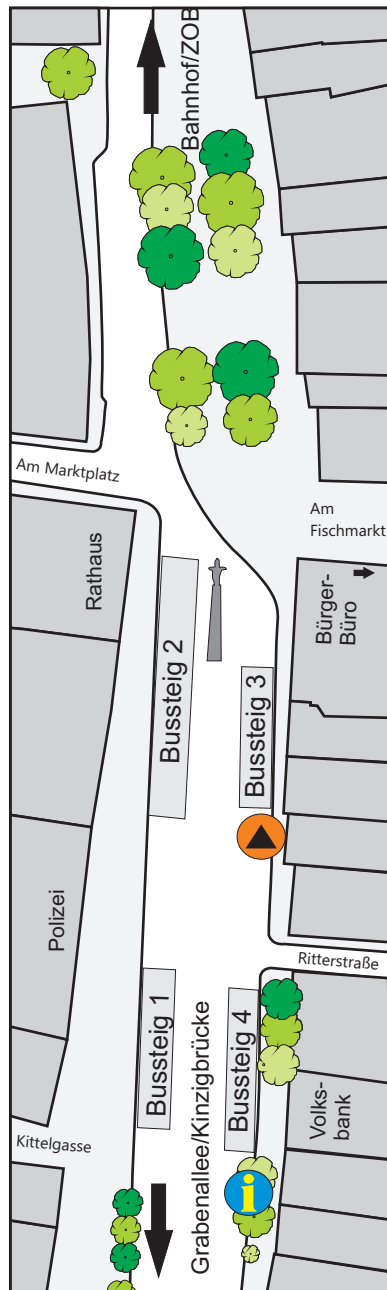 Bahnhof/ZOB
Am Marktplatz
Am
Fischmarkt
Rathaus
Bürger-
Büro
Bussteig 2
Bussteig 3
Polizei
Ritterstraße
Bussteig 1
Bussteig 4
Volks-
bank
Kittelgasse
Grabenallee/Kinzigbrücke
i